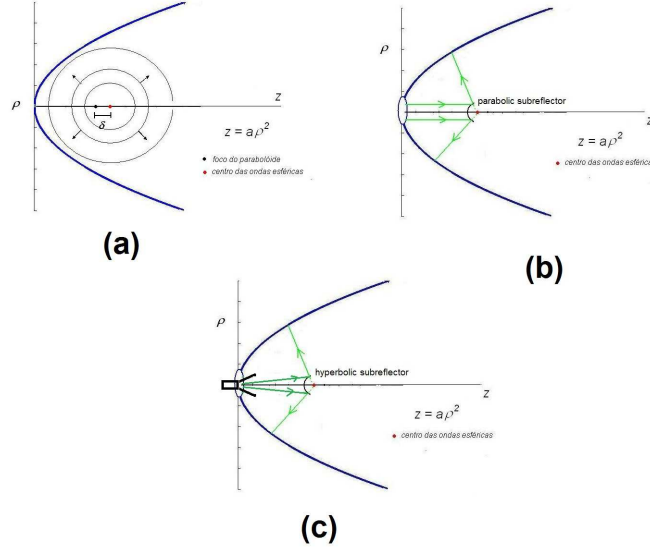 z
ρ
δ
z = aρ²
foco do parabolóide
centro das ondas esféricas
(a)
ρ
parabolic subreflector
z
z = aρ²
centro das ondas esféricas
(b)
ρ
hyperbolic subreflector
z
z = aρ²
centro das ondas esféricas
(c)